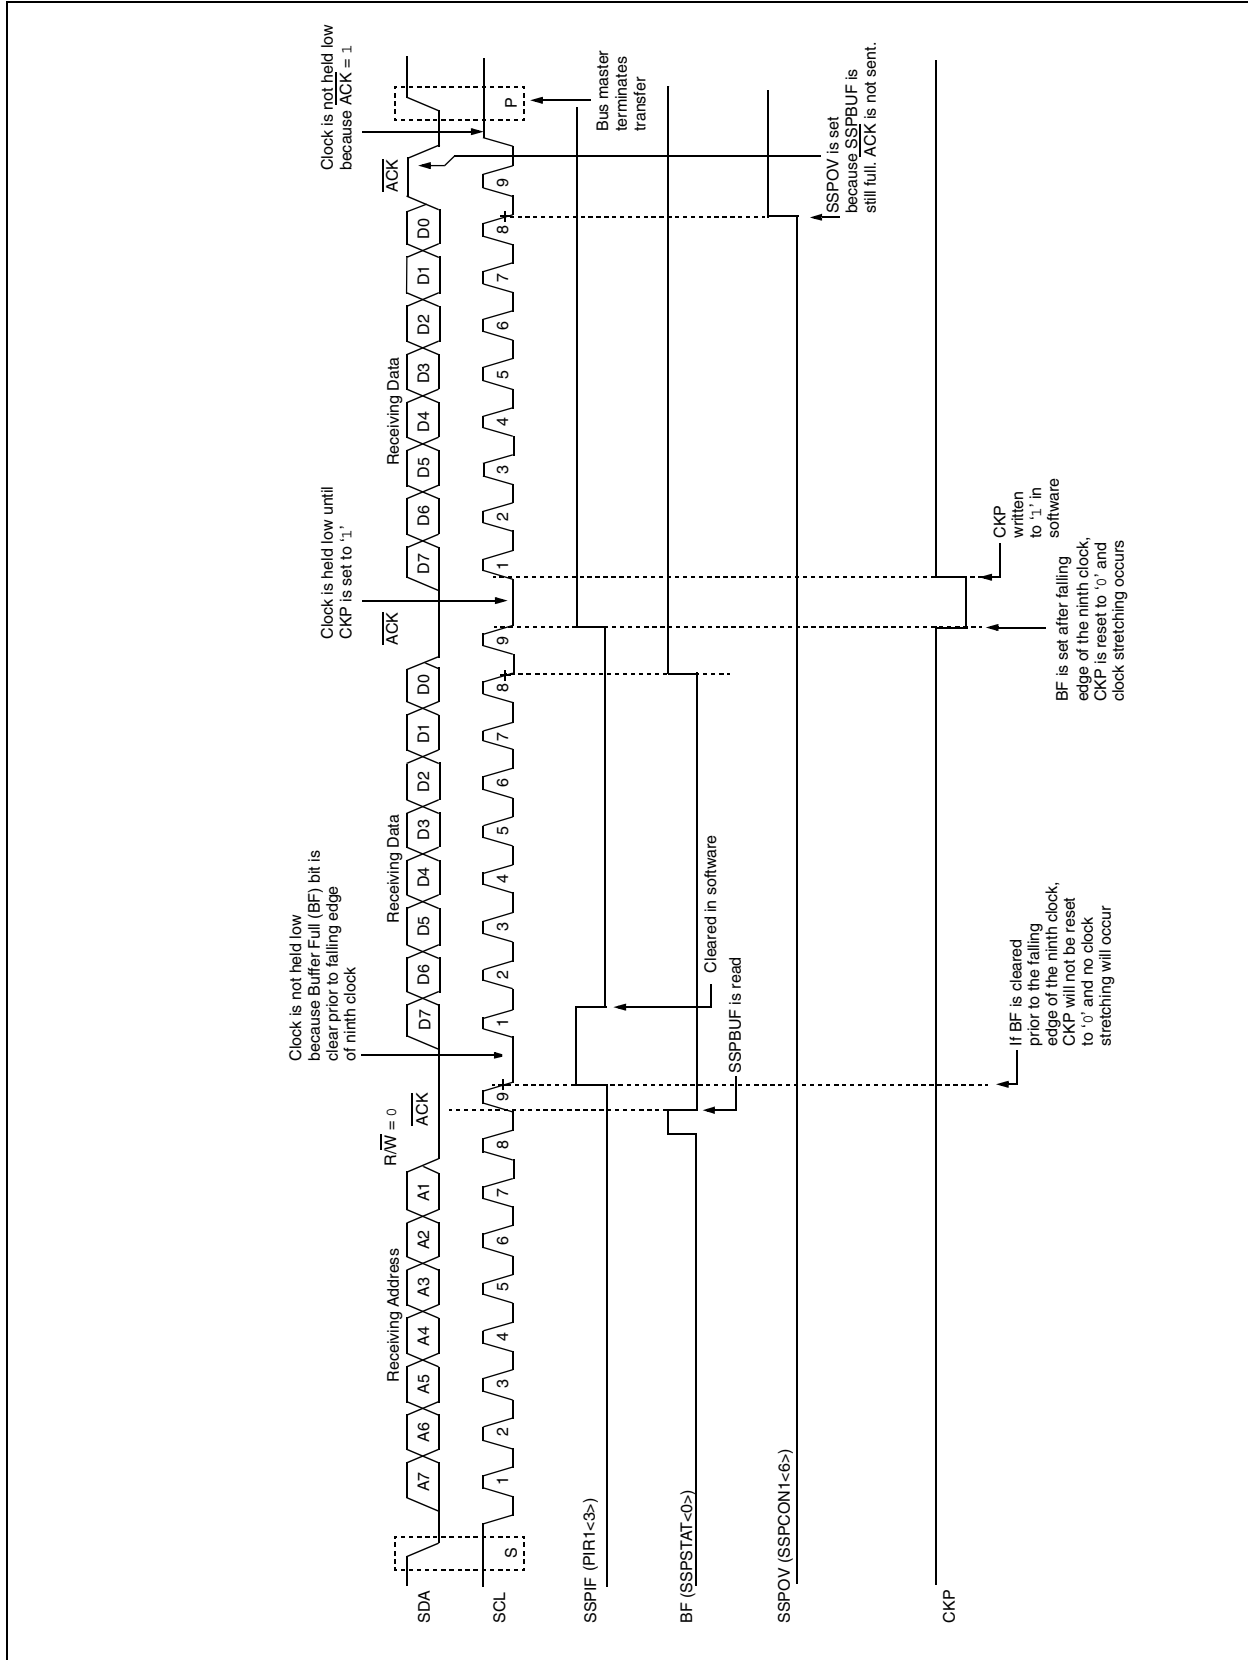 Clock is not held low
because ACK = 1
Clock is held low until
CKP is set to ‘1’
Clock is not held low
because Buffer Full (BF) bit is
clear prior to falling edge
of ninth clock
SDA
Receiving Address
R/W = 0
Receiving Data
Receiving Data
A7 A6 A5 A4 A3 A2 A1 ACK D7 D6 D5 D4 D3 D2 D1 D0 ACK D7 D6 D5 D4 D3 D2 D1 D0 ACK
SCL
S 1 2 3 4 5 6 7 8 9 1 2 3 4 5 6 7 8 9 1 2 3 4 5 6 7 8 9 P
SSPIF (PIR1<3>)
Bus master
terminates
transfer
BF (SSPSTAT<0>)
Cleared in software
SSPBUF is read
SSPOV (SSPCON1<6>)
SSPOV is set
because SSPBUF is
still full. ACK is not sent.
CKP
CKP
written
to ‘1’ in
software
If BF is cleared
prior to the falling
edge of the ninth clock,
CKP will not be reset
to ‘0’ and no clock
stretching will occur
BF is set after falling
edge of the ninth clock,
CKP is reset to ‘0’ and
clock stretching occurs